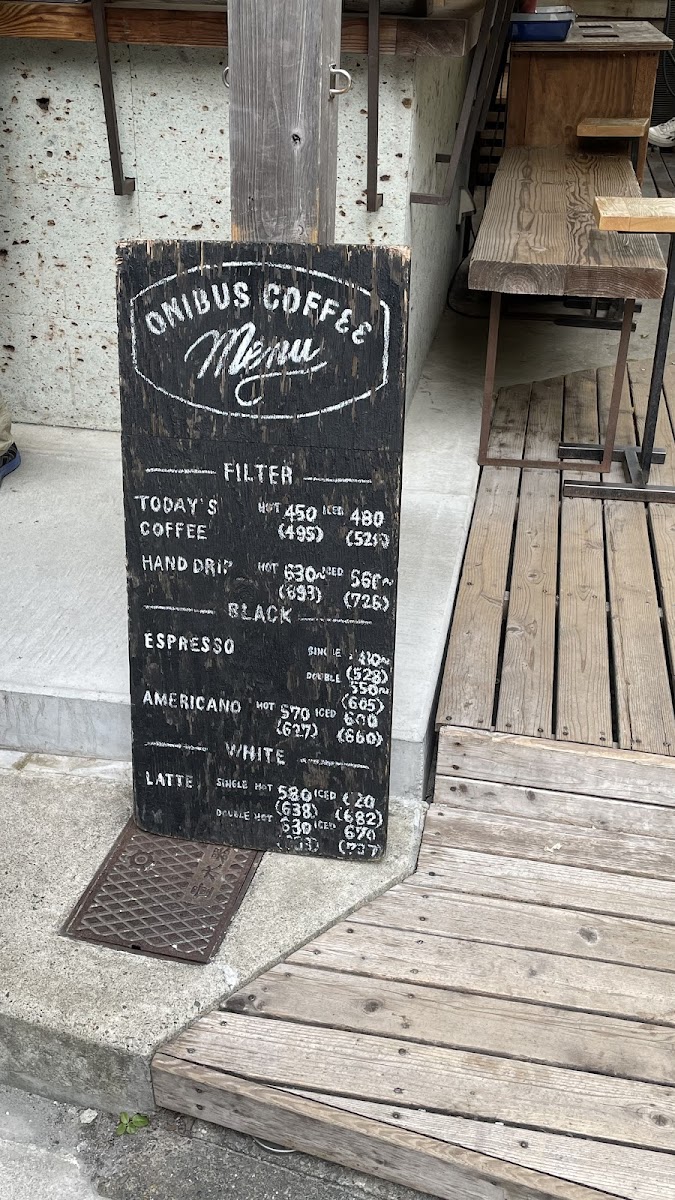 ONIBUS COFFEE
Menu
FILTER
TODAY'S COFFEE HOT 450 ICED 480
(495) (528)
HAND DRIP HOT 630~ ICED 660~
(693) (726)
BLACK
ESPRESSO SINGLE 480~
(528)
DOUBLE 550~
(605)
AMERICANO HOT 570 ICED 600
(627) (660)
WHITE
LATTE SINGLE HOT 580 ICED 620
(638) (682)
DOUBLE HOT 630 ICED 670
(693) (737)